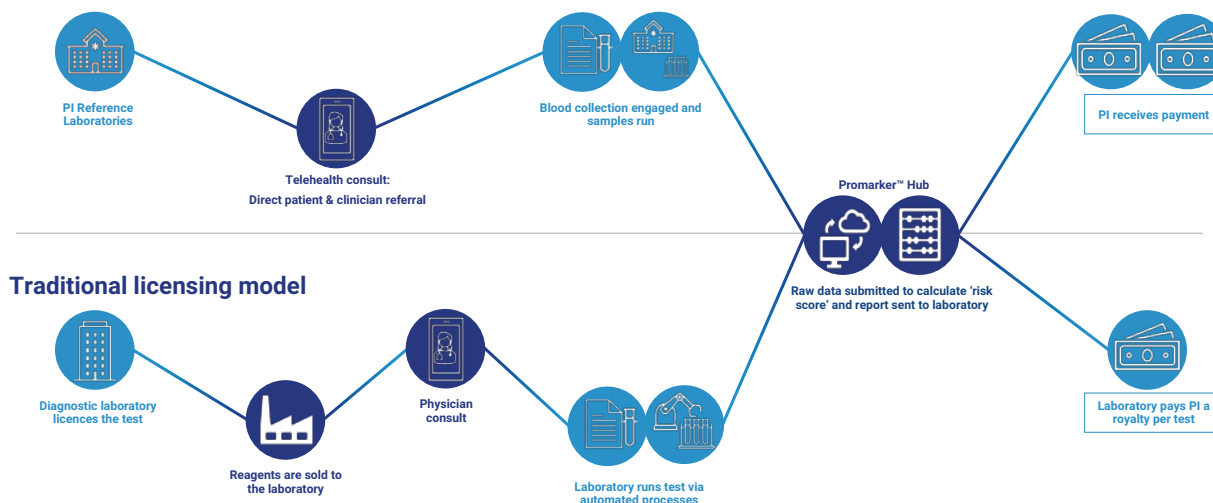 PI Reference
Laboratories
Telehealth consult:
Direct patient & clinician referral
Blood collection engaged and
samples run
PI receives payment
Promarker™ Hub
Raw data submitted to calculate ‘risk
score’ and report sent to laboratory
Traditional licensing model
Diagnostic laboratory
licences the test
Reagents are sold to
the laboratory
Physician
consult
Laboratory runs test via
automated processes
Laboratory pays PI a
royalty per test